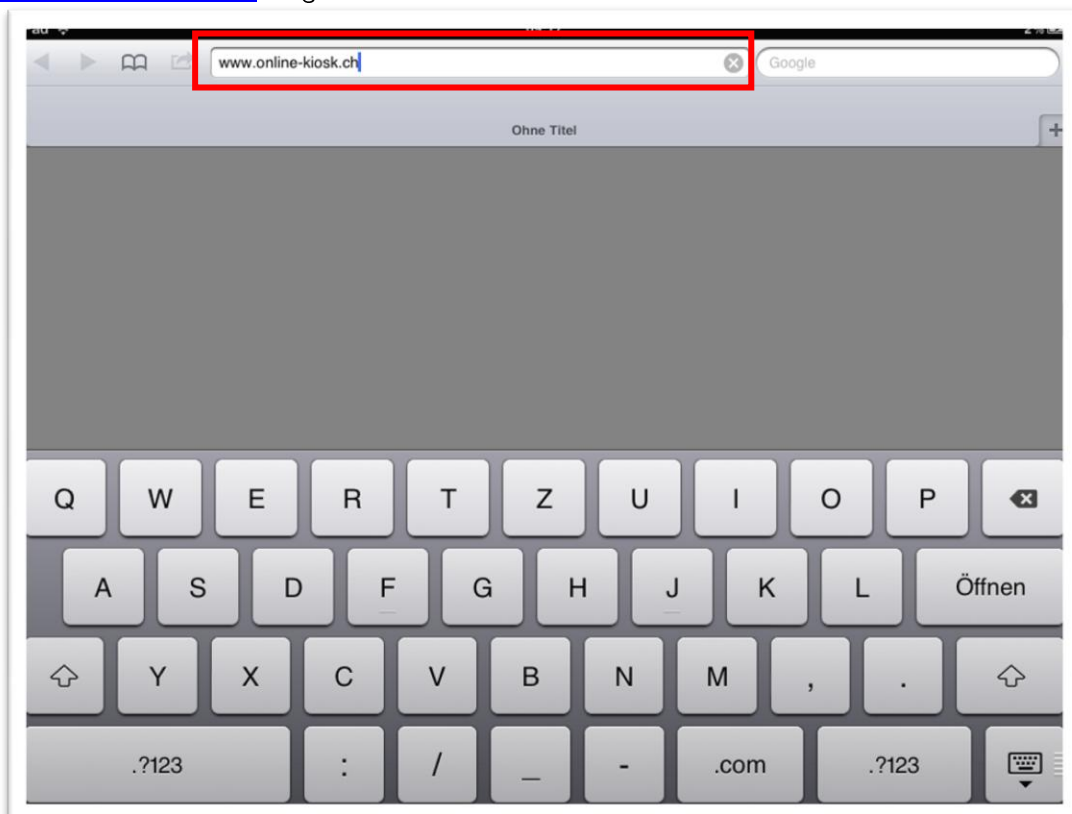 www.online-kiosk.ch Google
Ohne Titel
Q W E R T Z U I O P
A S D F G H J K L Öffnen
Y X C V B N M , .
.?123 : / _ - .com .?123